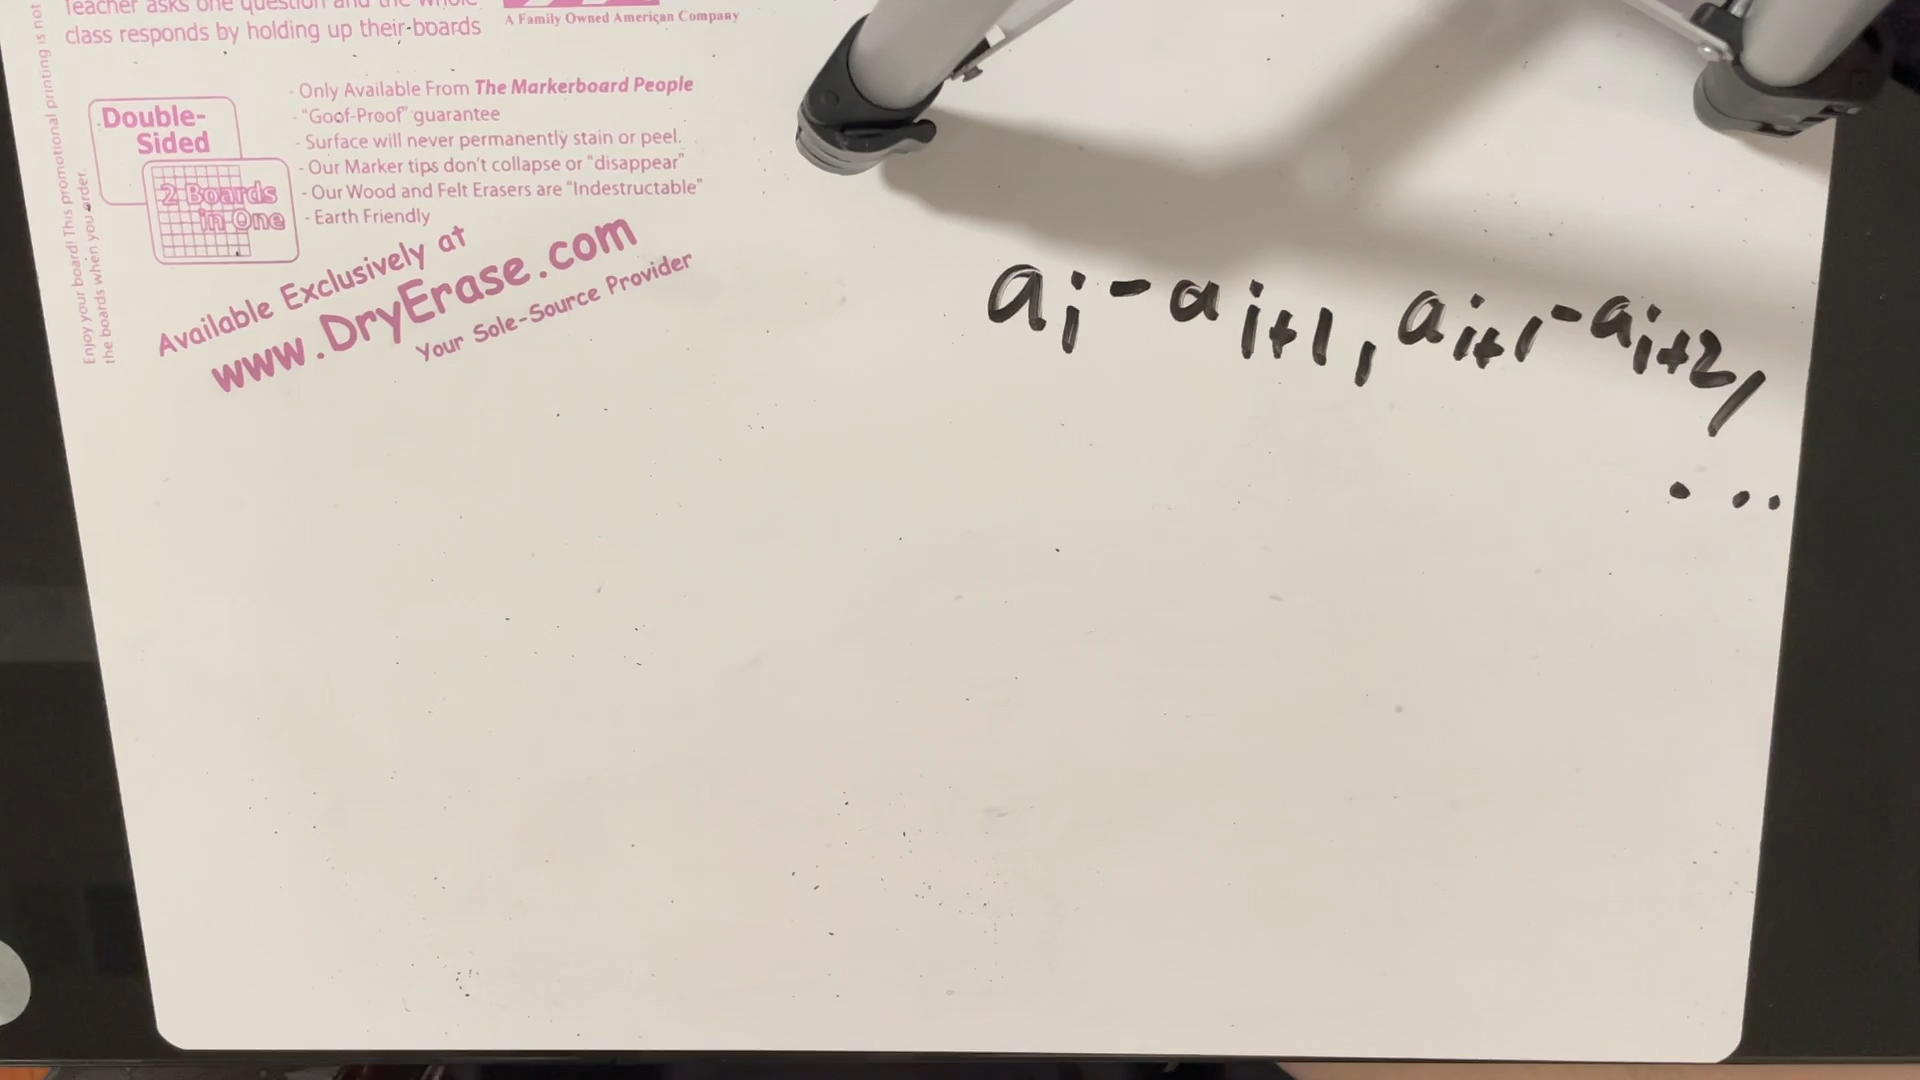 Teacher asks one question and the whole
class responds by holding up their boards
A Family Owned American Company
Enjoy your board! This promotional printing is not
the boards when you order.
Double-
Sided
2 Boards
in One
- Only Available From The Markerboard People
- "Goof-Proof" guarantee
- Surface will never permanently stain or peel.
- Our Marker tips don't collapse or "disappear"
- Our Wood and Felt Erasers are "Indestructable"
- Earth Friendly
Available Exclusively at
www.DryErase.com
Your Sole-Source Provider
a_i - a_{i+1}, a_{i+1} - a_{i+2},
...